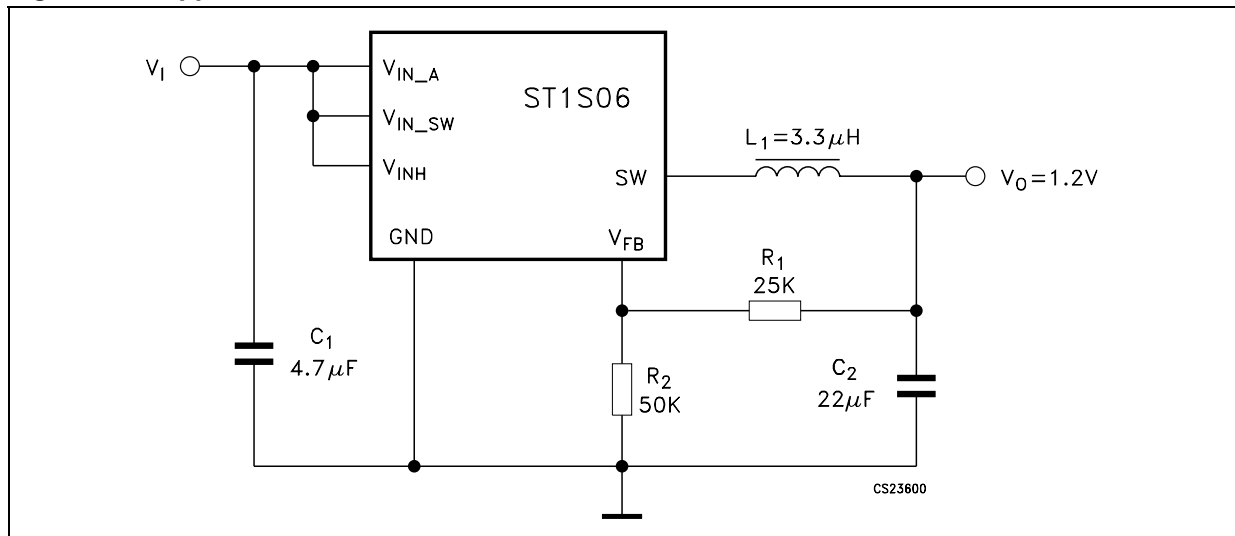 V_I
V_IN_A
V_IN_SW
V_INH
ST1S06
SW
GND
V_FB
L_1=3.3μH
V_O=1.2V
R_1
25K
C_1
4.7μF
R_2
50K
C_2
22μF
CS23600